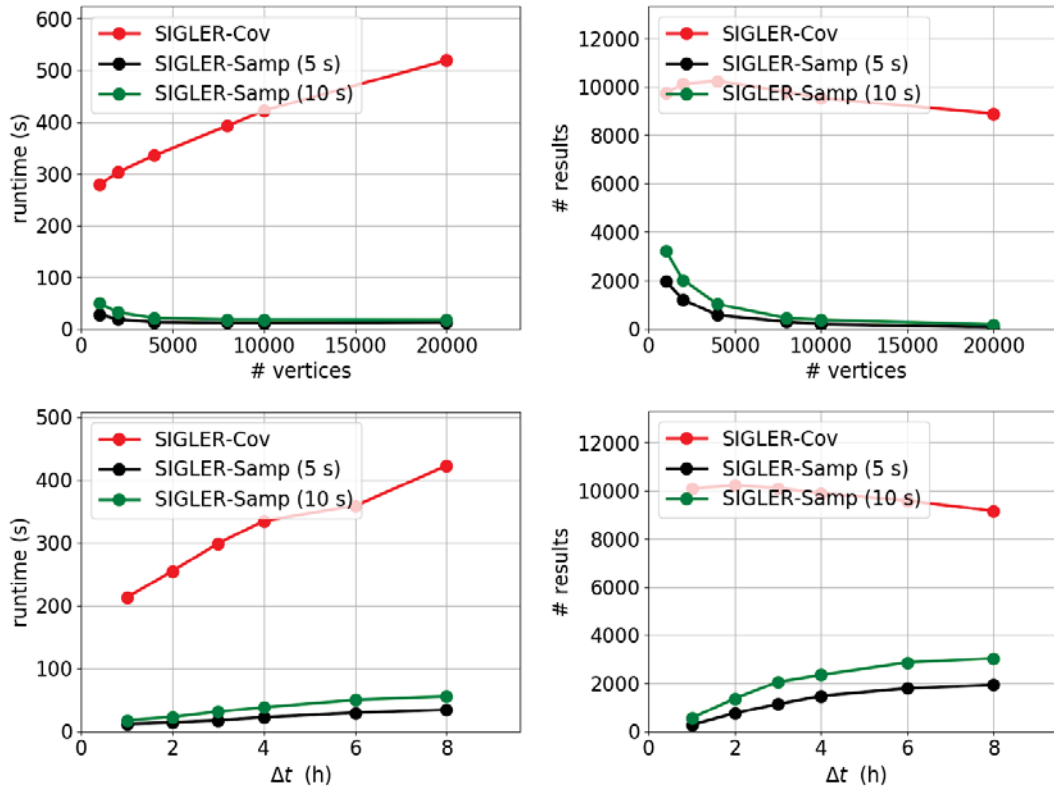 600
500
400
300
200
100
0
runtime (s)
SIGLER-Cov
SIGLER-Samp (5 s)
SIGLER-Samp (10 s)
0 5000 10000 15000 20000
# vertices
12000
10000
8000
6000
4000
2000
0
# results
SIGLER-Cov
SIGLER-Samp (5 s)
SIGLER-Samp (10 s)
0 5000 10000 15000 20000
# vertices
500
400
300
200
100
0
runtime (s)
SIGLER-Cov
SIGLER-Samp (5 s)
SIGLER-Samp (10 s)
0 2 4 6 8
Δt (h)
12000
10000
8000
6000
4000
2000
0
# results
SIGLER-Cov
SIGLER-Samp (5 s)
SIGLER-Samp (10 s)
0 2 4 6 8
Δt (h)